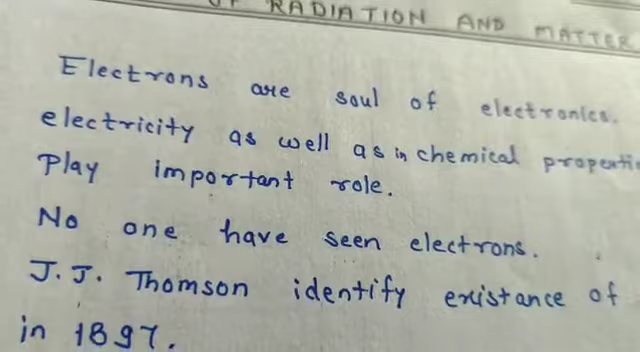 OF RADIATION AND MATTER
Electrons are soul of electronics.
electricity as well as in chemical
Play important role.
No one have seen electrons.
J. J. Thomson identify existance of
in 1897.